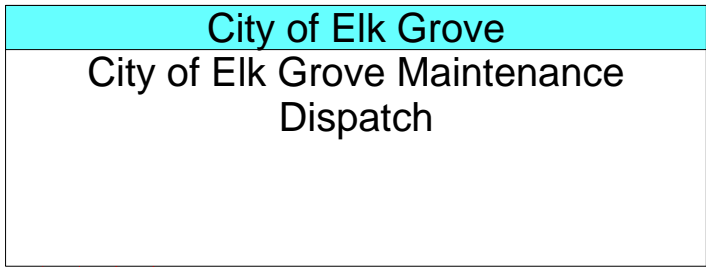 City of Elk Grove
City of Elk Grove Maintenance
Dispatch